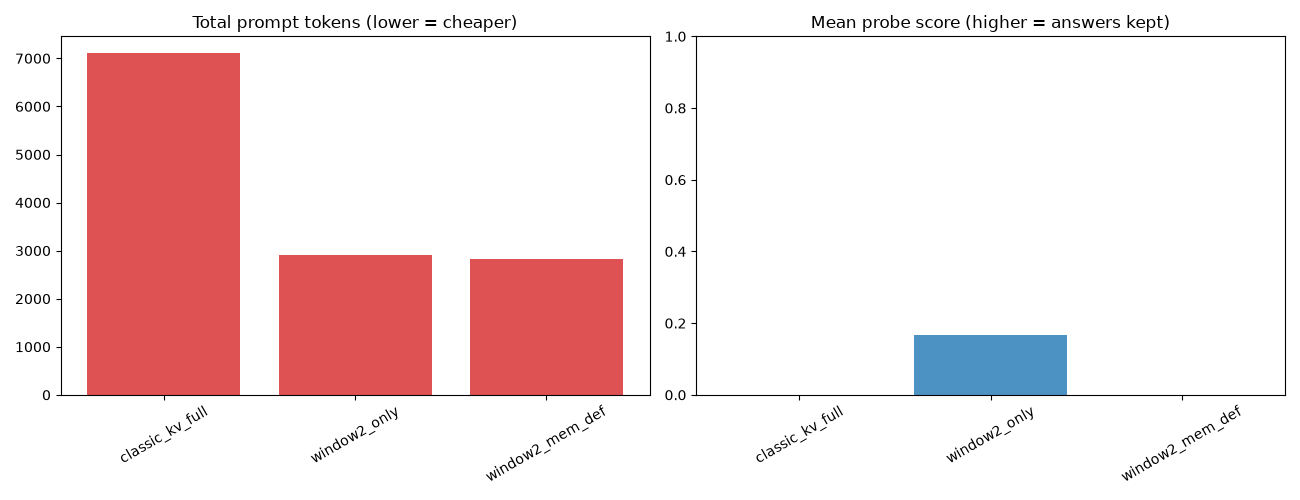 Total prompt tokens (lower = cheaper)
7000
6000
5000
4000
3000
2000
1000
0
classic_kv_full
window2_only
window2_mem_def
Mean probe score (higher = answers kept)
1.0
0.8
0.6
0.4
0.2
0.0
classic_kv_full
window2_only
window2_mem_def